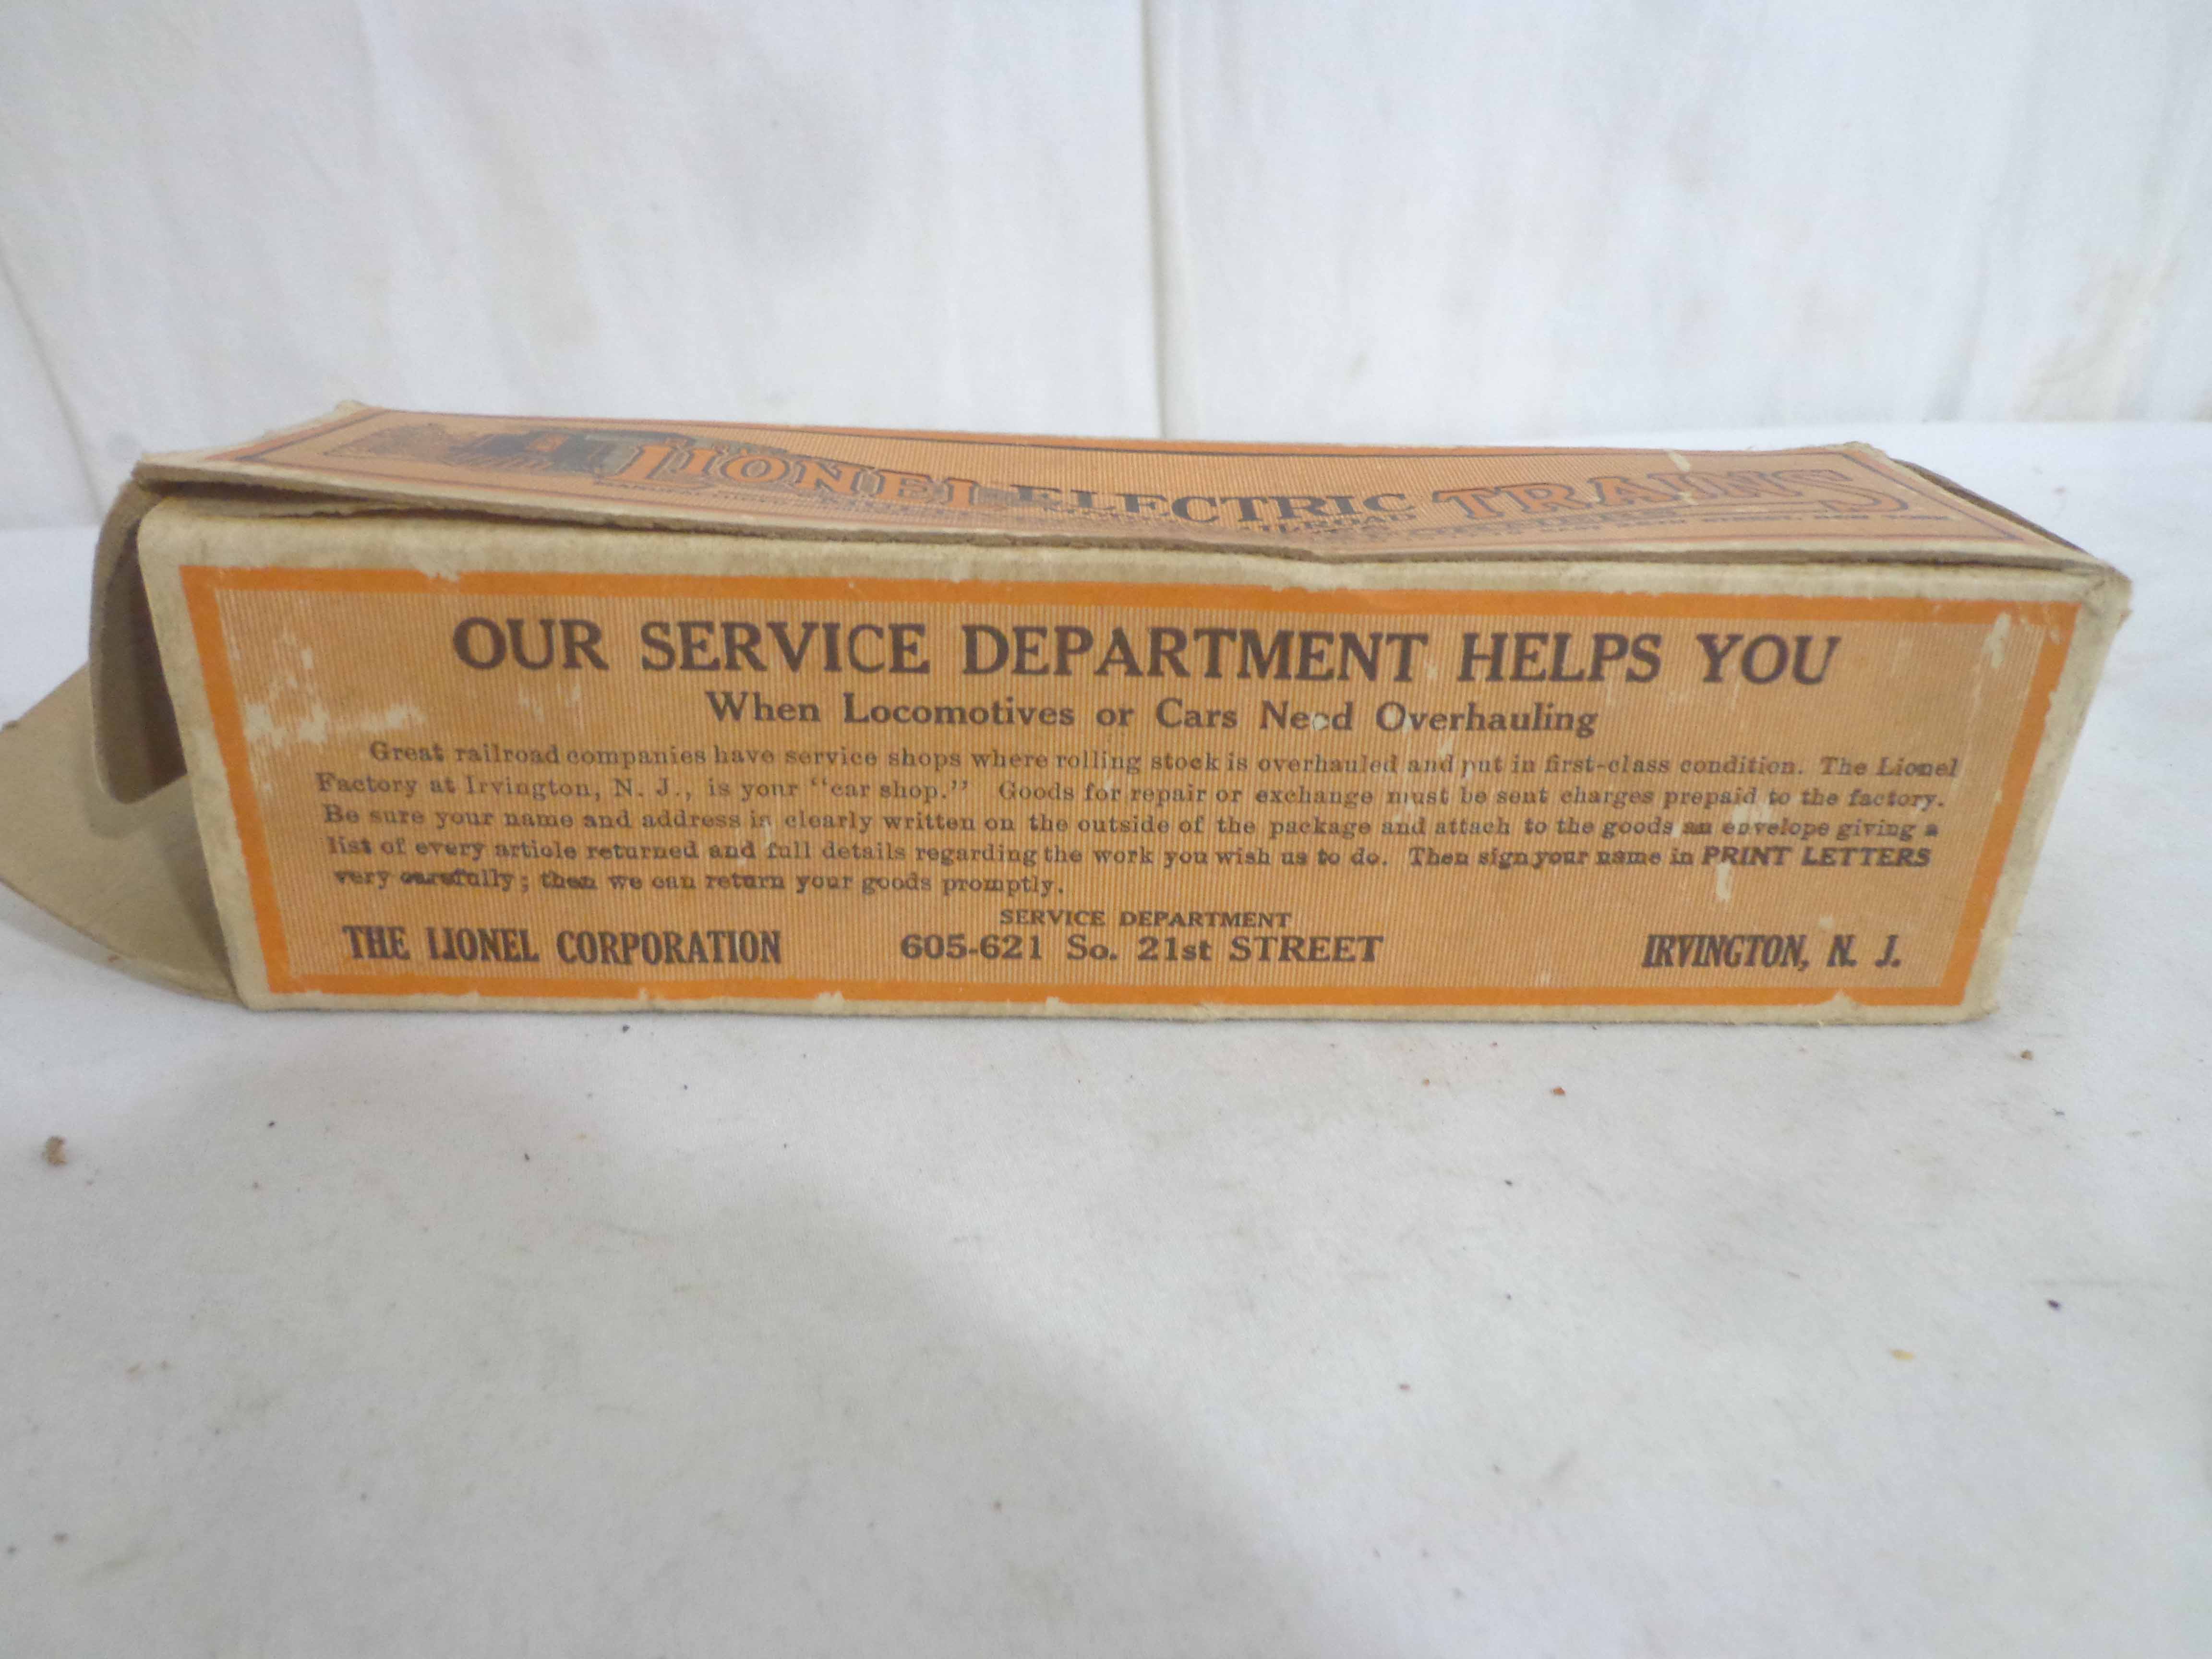 LIONEL ELECTRIC TRAINS
OUR SERVICE DEPARTMENT HELPS YOU
When Locomotives or Cars Need Overhauling
Great railroad companies have service shops where rolling stock is overhauled and put in first-class condition. The Lionel
Factory at Irvington, N. J., is your "car shop." Goods for repair or exchange must be sent charges prepaid to the factory.
Be sure your name and address is clearly written on the outside of the package and attach to the goods an envelope giving a
list of every article returned and full details regarding the work you wish us to do. Then sign your name in PRINT LETTERS
very carefully; then we can return your goods promptly.
SERVICE DEPARTMENT
THE LIONEL CORPORATION 605-621 So. 21st STREET IRVINGTON, N. J.